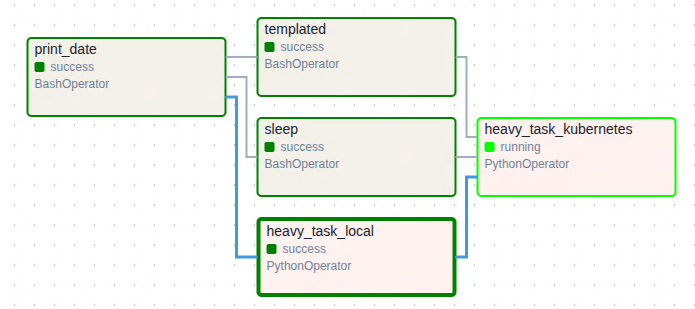 print_date
success
BashOperator
templated
success
BashOperator
sleep
success
BashOperator
heavy_task_local
success
PythonOperator
heavy_task_kubernetes
running
PythonOperator